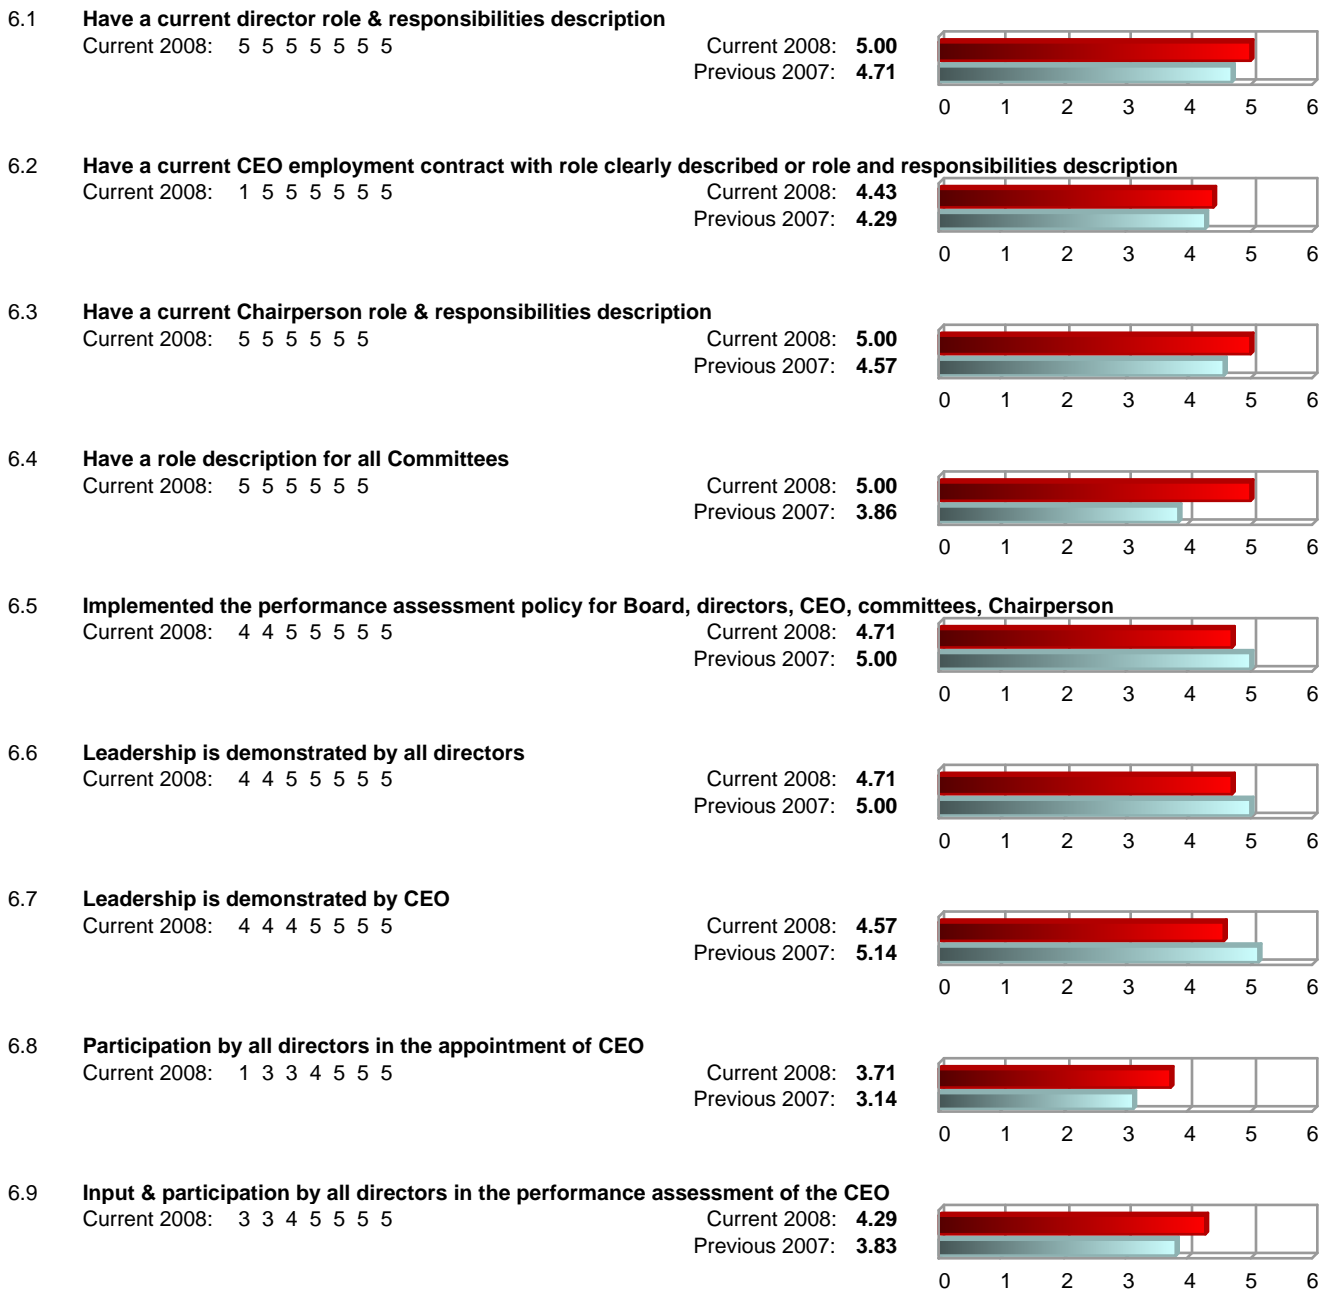 6.1 Have a current director role & responsibilities description
Current 2008: 5 5 5 5 5 5 5 Current 2008: 5.00
Previous 2007: 4.71
0 1 2 3 4 5 6
6.2 Have a current CEO employment contract with role clearly described or role and responsibilities description
Current 2008: 1 5 5 5 5 5 5 Current 2008: 4.43
Previous 2007: 4.29
0 1 2 3 4 5 6
6.3 Have a current Chairperson role & responsibilities description
Current 2008: 5 5 5 5 5 5 Current 2008: 5.00
Previous 2007: 4.57
0 1 2 3 4 5 6
6.4 Have a role description for all Committees
Current 2008: 5 5 5 5 5 5 Current 2008: 5.00
Previous 2007: 3.86
0 1 2 3 4 5 6
6.5 Implemented the performance assessment policy for Board, directors, CEO, committees, Chairperson
Current 2008: 4 4 5 5 5 5 5 Current 2008: 4.71
Previous 2007: 5.00
0 1 2 3 4 5 6
6.6 Leadership is demonstrated by all directors
Current 2008: 4 4 5 5 5 5 5 Current 2008: 4.71
Previous 2007: 5.00
0 1 2 3 4 5 6
6.7 Leadership is demonstrated by CEO
Current 2008: 4 4 4 5 5 5 5 Current 2008: 4.57
Previous 2007: 5.14
0 1 2 3 4 5 6
6.8 Participation by all directors in the appointment of CEO
Current 2008: 1 3 3 4 5 5 5 Current 2008: 3.71
Previous 2007: 3.14
0 1 2 3 4 5 6
6.9 Input & participation by all directors in the performance assessment of the CEO
Current 2008: 3 3 4 5 5 5 5 Current 2008: 4.29
Previous 2007: 3.83
0 1 2 3 4 5 6